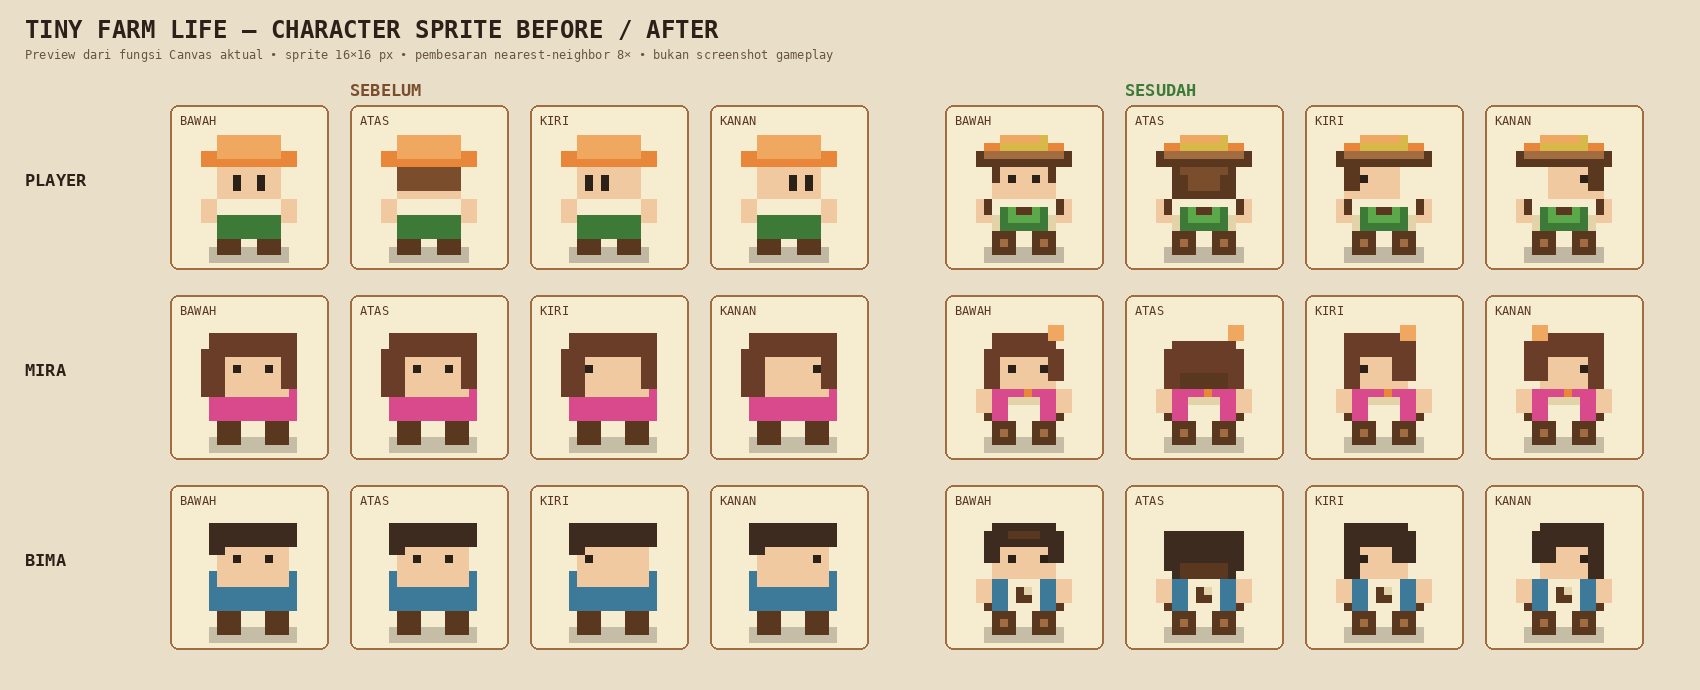 TINY FARM LIFE — CHARACTER SPRITE BEFORE / AFTER
Preview dari fungsi Canvas aktual • sprite 16×16 px • pembesaran nearest-neighbor 8× • bukan screenshot gameplay
SEBELUM SESUDAH
PLAYER BAWAH ATAS KIRI KANAN BAWAH ATAS KIRI KANAN
MIRA BAWAH ATAS KIRI KANAN BAWAH ATAS KIRI KANAN
BIMA BAWAH ATAS KIRI KANAN BAWAH ATAS KIRI KANAN